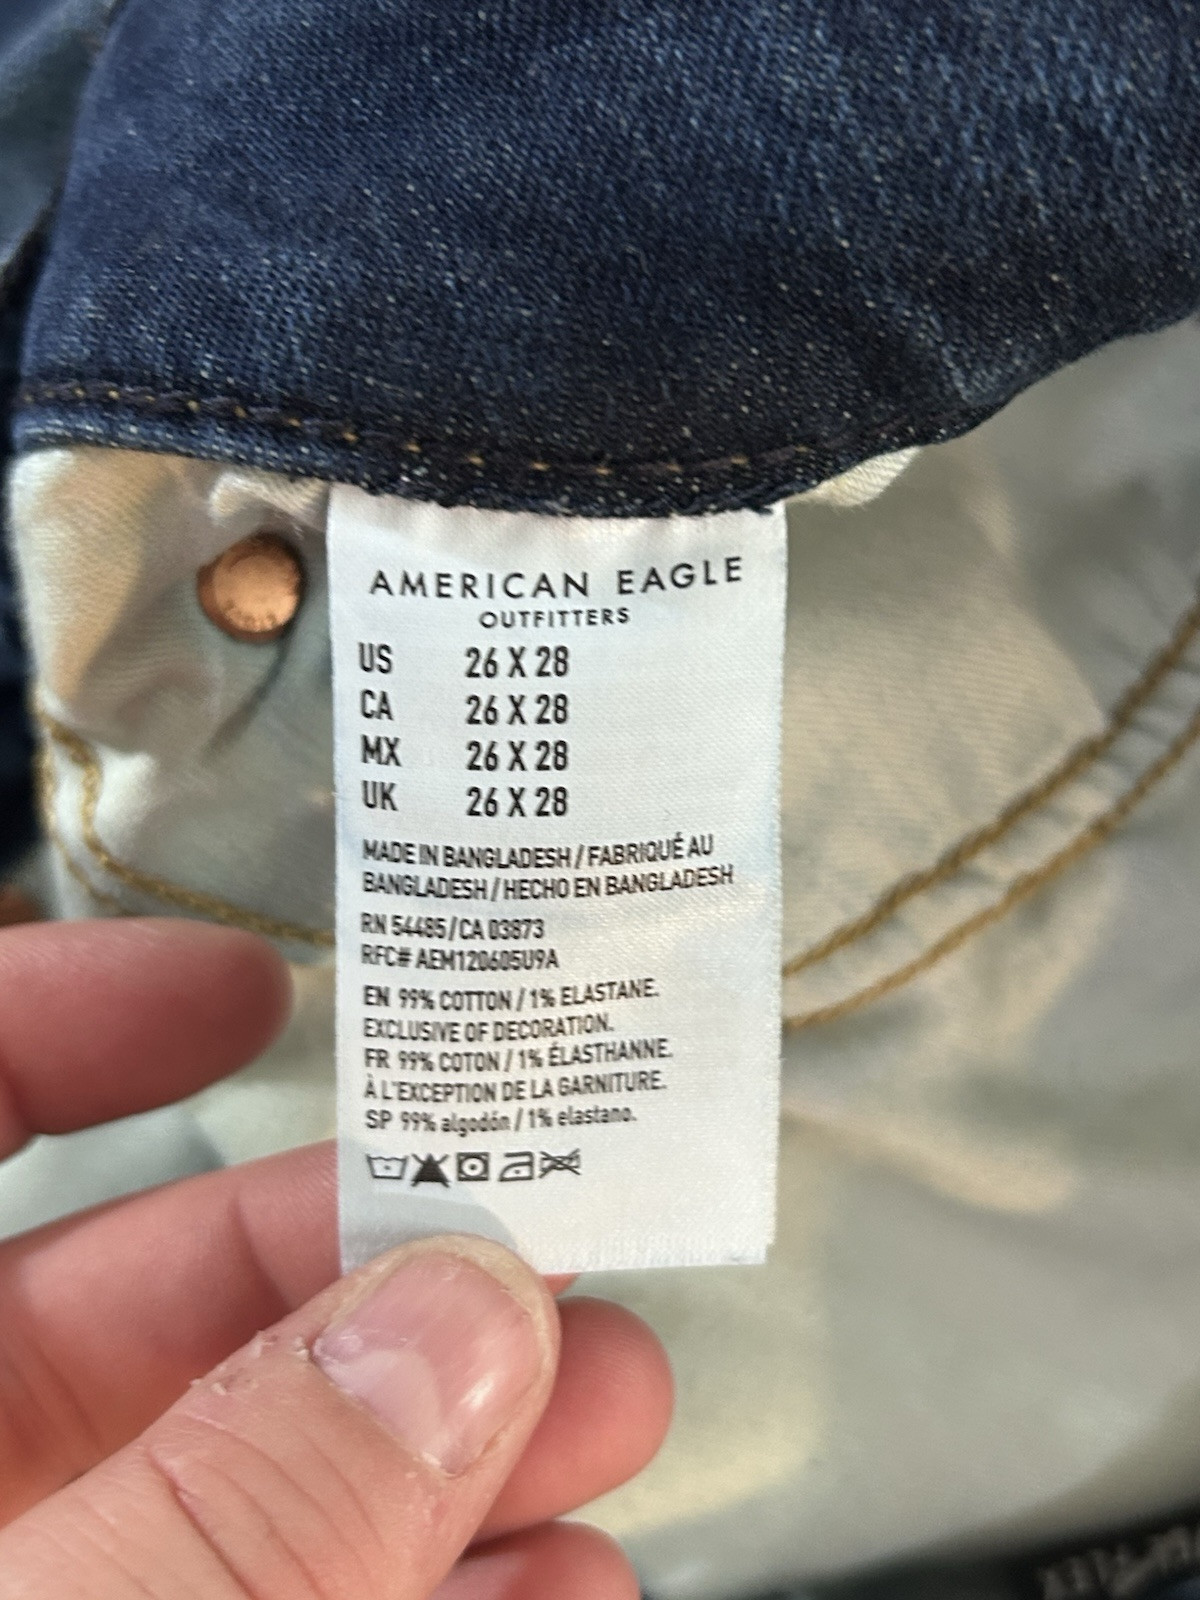 AMERICAN EAGLE
OUTFITTERS
US 26 X 28
CA 26 X 28
MX 26 X 28
UK 26 X 28
MADE IN BANGLADESH / FABRIQUÉ AU
BANGLADESH / HECHO EN BANGLADESH
RN 54485 / CA 03873
RFC# AEM120605U9A
EN 99% COTTON / 1% ELASTANE.
EXCLUSIVE OF DECORATION.
FR 99% COTON / 1% ÉLASTHANNE.
À L'EXCEPTION DE LA GARNITURE.
SP 99% algodón / 1% elastano.